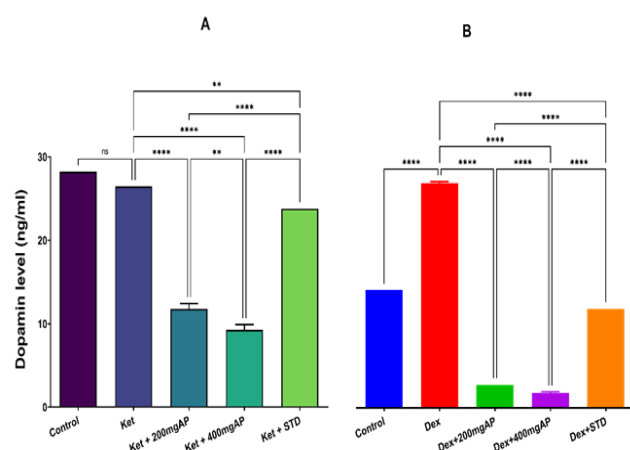 A
B
**
****
****
ns
****
**
****
****
****
****
****
****
****
****
Dopamin level (ng/ml)
30
20
10
0
Control
Ket
Ket + 200mgAP
Ket + 400mgAP
Ket + STD
Control
Dex
Dex+200mgAP
Dex+400mgAP
Dex+STD